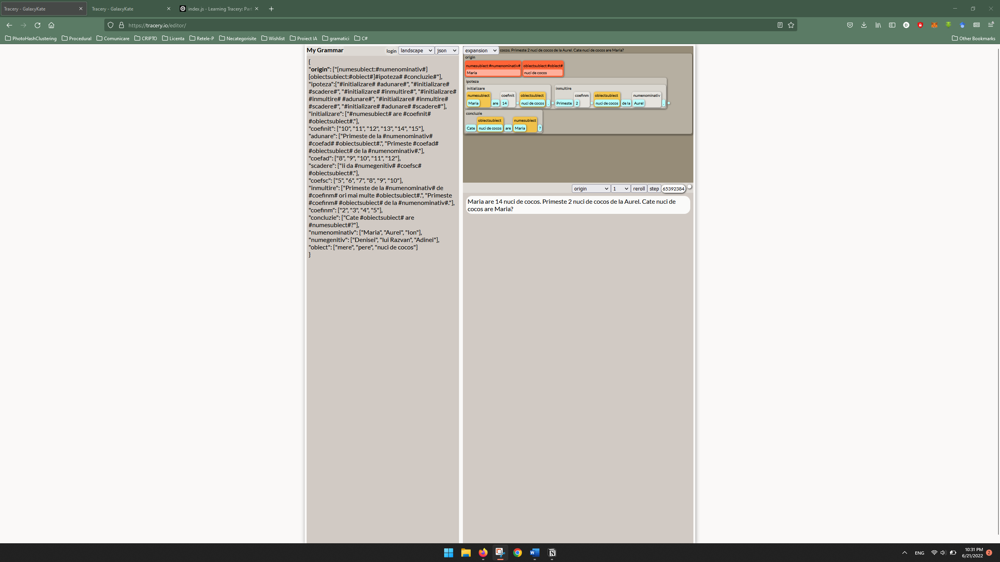 Tracery - GalaxyKate
Tracery - GalaxyKate
index.js - Learning Tracery: Part
https://tracery.io/editor/
PhotoHashClustering Procedural Comunicare CRIPTO Licenta Retele-P Necategorisite Wishlist Proiect IA gramatici C# Other Bookmarks
My Grammar login landscape json
{
"origin": ["[numesubiect:#numenominativ#]
[obiectsubiect:#obiect#]#ipoteza# #concluzie#"],
"ipoteza":["#initializare# #adunare#", "#initializare#
#scadere#", "#initializare# #inmultire#", "#initializare#
#inmultire# #adunare#", "#initializare# #inmultire#
#scadere#", "#initializare# #adunare# #scadere#"],
"initializare": ["#numesubiect# are #coefinit#
#obiectsubiect#."],
"coefinit": ["10", "11", "12", "13", "14", "15"],
"adunare": ["Primeste de la #numenominativ#
#coefad# #obiectsubiect#.", "Primeste #coefad#
#obiectsubiect# de la #numenominativ#."],
"coefad": ["8", "9", "10", "11", "12"],
"scadere": ["Ii da #numegenitiv# #coefsc#
#obiectsubiect#."],
"coefsc": ["5", "6", "7", "8", "9", "10"],
"inmultire": ["Primeste de la #numenominativ# de
#coefinm# ori mai multe #obiectsubiect#.", "Primeste
#coefinm# #obiectsubiect# de la #numenominativ#."],
"coefinm": ["2", "3", "4", "5"],
"concluzie": ["Cate #obiectsubiect# are
#numesubiect#?"],
"numenominativ": ["Maria", "Aurel", "Ion"],
"numegenitiv": ["Denisei", "lui Razvan", "Adinei"],
"obiect": ["mere", "pere", "nuci de cocos"]
}
expansion cocos. Primeste 2 nuci de cocos de la Aurel. Cate nuci de cocos are Maria?
origin
numesubiect:#numenominativ# obiectsubiect:#obiect#
Maria nuci de cocos
ipoteza
initializare inmultire
numesubiect coefinit obiectsubiect coefinm obiectsubiect numenominativ
Maria are 14 nuci de cocos . Primeste 2 nuci de cocos de la Aurel .
concluzie
obiectsubiect numesubiect
Cate nuci de cocos are Maria ?
origin 1 reroll step 65392384
Maria are 14 nuci de cocos. Primeste 2 nuci de cocos de la Aurel. Cate nuci de
cocos are Maria?
ENG
10:31 PM
6/21/2022
2